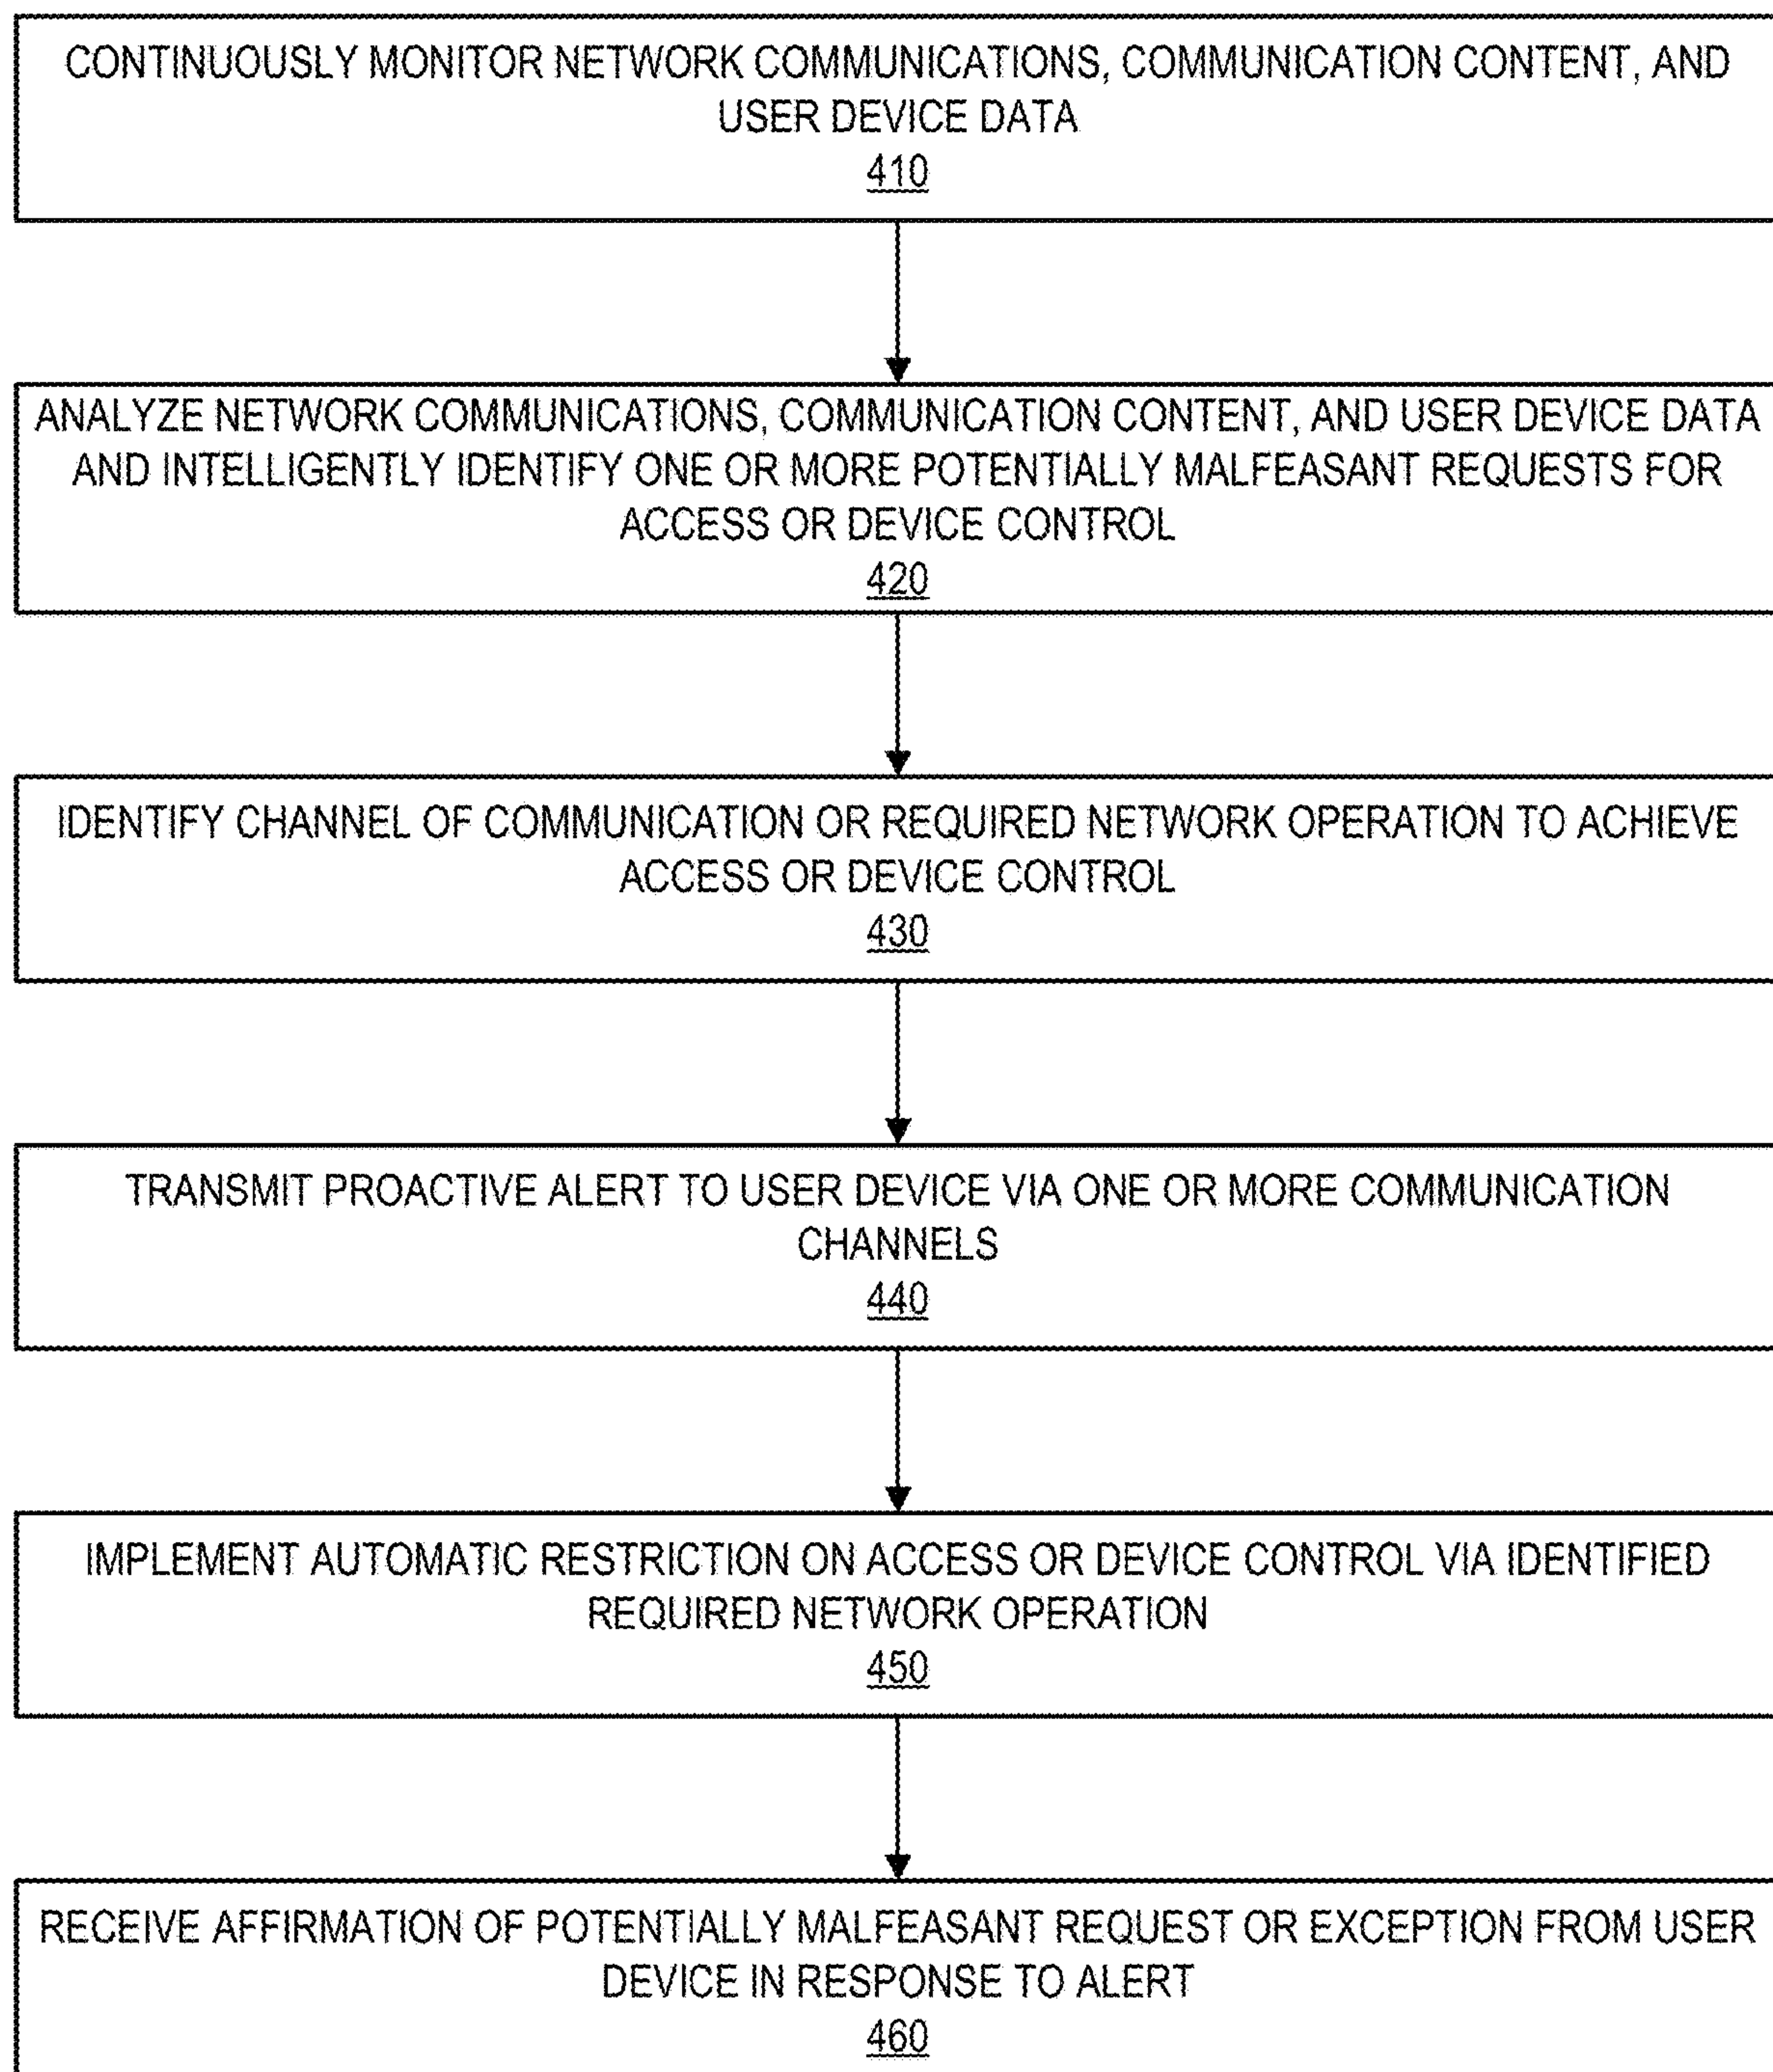 CONTINUOUSLY MONITOR NETWORK COMMUNICATIONS, COMMUNICATION CONTENT, AND
USER DEVICE DATA
410
ANALYZE NETWORK COMMUNICATIONS, COMMUNICATION CONTENT, AND USER DEVICE DATA
AND INTELLIGENTLY IDENTIFY ONE OR MORE POTENTIALLY MALFEASANT REQUESTS FOR
ACCESS OR DEVICE CONTROL
420
IDENTIFY CHANNEL OF COMMUNICATION OR REQUIRED NETWORK OPERATION TO ACHIEVE
ACCESS OR DEVICE CONTROL
430
TRANSMIT PROACTIVE ALERT TO USER DEVICE VIA ONE OR MORE COMMUNICATION
CHANNELS
440
IMPLEMENT AUTOMATIC RESTRICTION ON ACCESS OR DEVICE CONTROL VIA IDENTIFIED
REQUIRED NETWORK OPERATION
450
RECEIVE AFFIRMATION OF POTENTIALLY MALFEASANT REQUEST OR EXCEPTION FROM USER
DEVICE IN RESPONSE TO ALERT
460